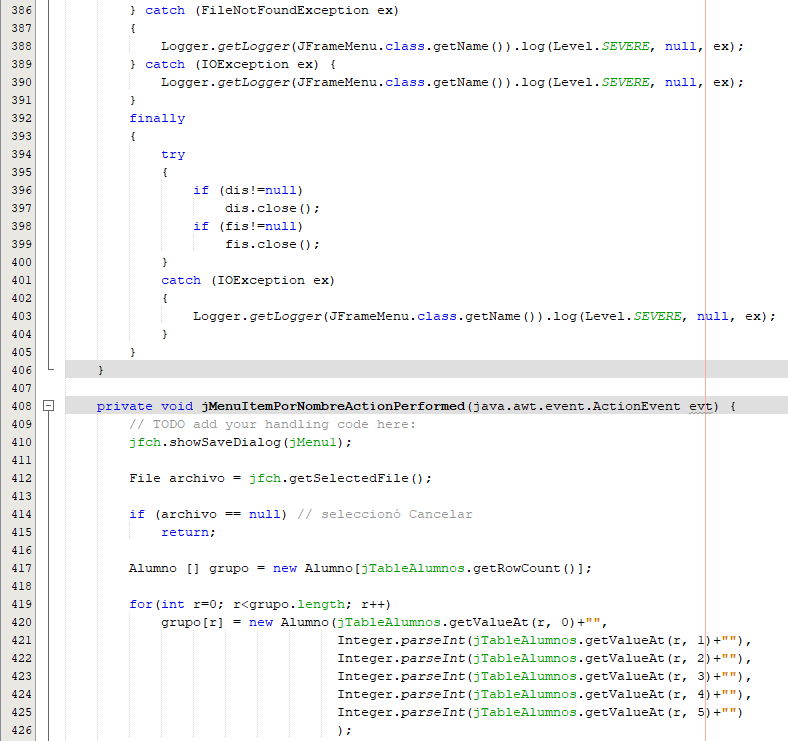 386 } catch (FileNotFoundException ex)
387 {
388 Logger.getLogger(JFrameMenu.class.getName()).log(Level.SEVERE, null, ex);
389 } catch (IOException ex) {
390 Logger.getLogger(JFrameMenu.class.getName()).log(Level.SEVERE, null, ex);
391 }
392 finally
393 {
394 try
395 {
396 if (dis!=null)
397 dis.close();
398 if (fis!=null)
399 fis.close();
400 }
401 catch (IOException ex)
402 {
403 Logger.getLogger(JFrameMenu.class.getName()).log(Level.SEVERE, null, ex);
404 }
405 }
406 }
407
408 private void jMenuItemPorNombreActionPerformed(java.awt.event.ActionEvent evt) {
409 // TODO add your handling code here:
410 jfch.showSaveDialog(jMenu1);
411
412 File archivo = jfch.getSelectedFile();
413
414 if (archivo == null) // seleccionó Cancelar
415 return;
416
417 Alumno [] grupo = new Alumno[jTableAlumnos.getRowCount()];
418
419 for(int r=0; r<grupo.length; r++)
420 grupo[r] = new Alumno(jTableAlumnos.getValueAt(r, 0)+"",
421 Integer.parseInt(jTableAlumnos.getValueAt(r, 1)+""),
422 Integer.parseInt(jTableAlumnos.getValueAt(r, 2)+""),
423 Integer.parseInt(jTableAlumnos.getValueAt(r, 3)+""),
424 Integer.parseInt(jTableAlumnos.getValueAt(r, 4)+""),
425 Integer.parseInt(jTableAlumnos.getValueAt(r, 5)+"")
426 );